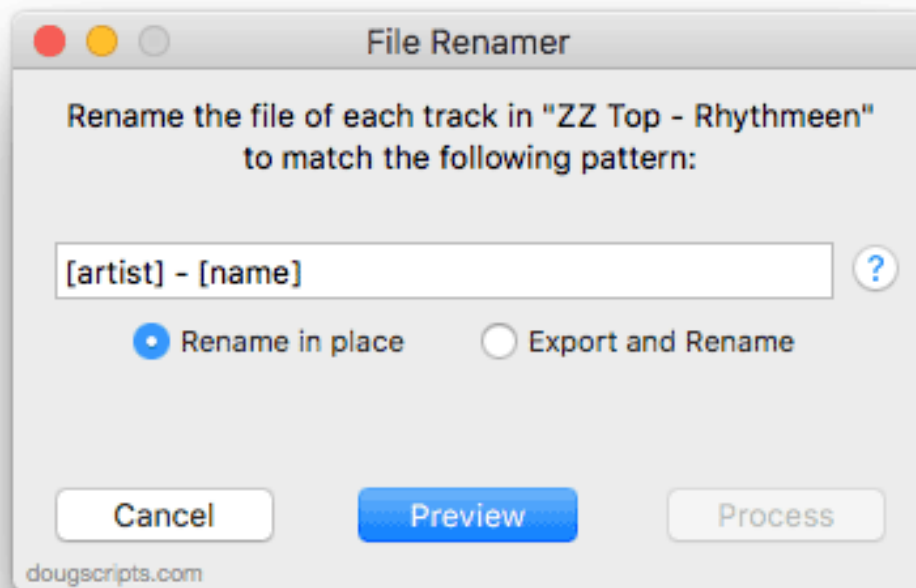 File Renamer
Rename the file of each track in "ZZ Top - Rhythmeen"
to match the following pattern:
[artist] - [name]
?
Rename in place
Export and Rename
Cancel
Preview
Process
dougscripts.com